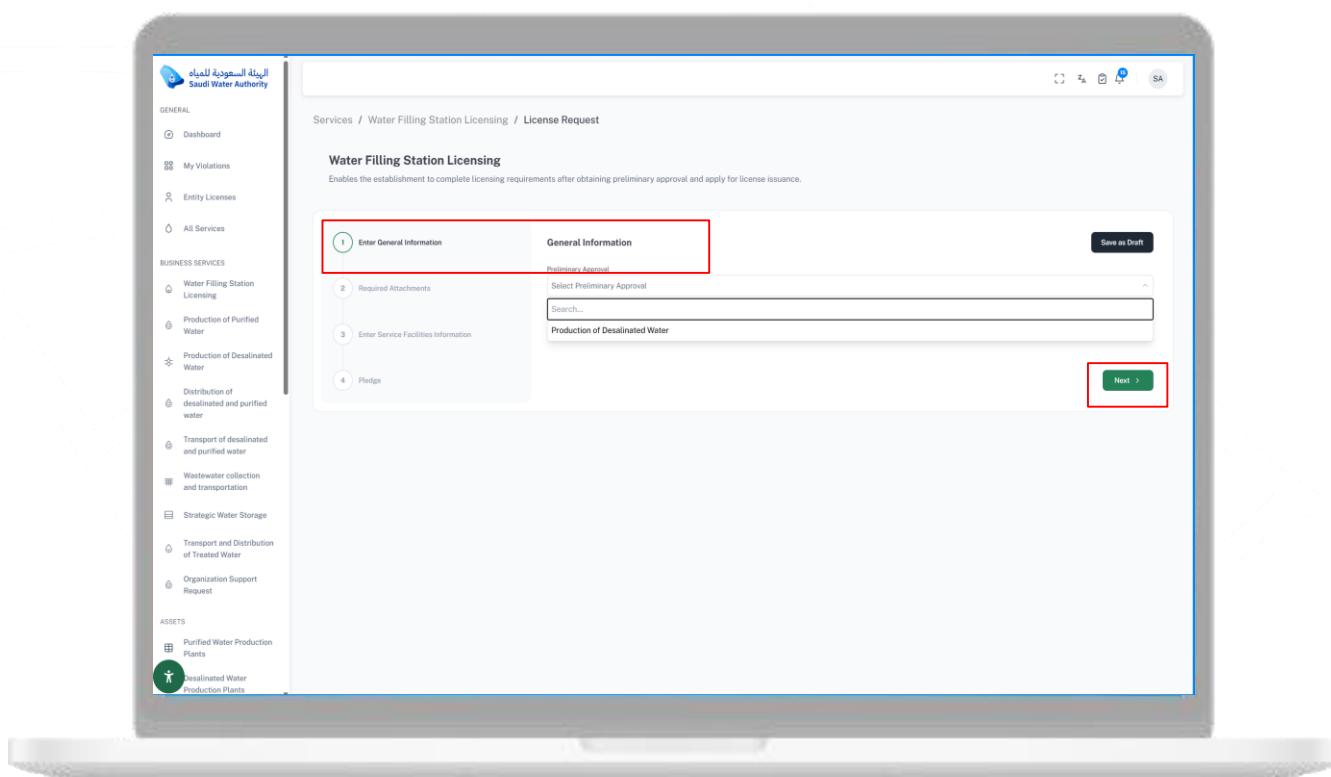 الهيئة السعودية للمياه
Saudi Water Authority
GENERAL
Dashboard
My Violations
Entity Licenses
All Services
BUSINESS SERVICES
Water Filling Station
Licensing
Production of Purified
Water
Production of Desalinated
Water
Distribution of
desalinated and purified
water
Transport of desalinated
and purified water
Wastewater collection
and transportation
Strategic Water Storage
Transport and Distribution
of Treated Water
Organization Support
Request
ASSETS
Purified Water Production
Plants
Desalinated Water
Production Plants
SA
Services / Water Filling Station Licensing / License Request
Water Filling Station Licensing
Enables the establishment to complete licensing requirements after obtaining preliminary approval and apply for license issuance.
1 Enter General Information
2 Required Attachments
3 Enter Service Facilities Information
4 Pledge
General Information
Save as Draft
Preliminary Approval
Select Preliminary Approval
Search...
Production of Desalinated Water
Next >